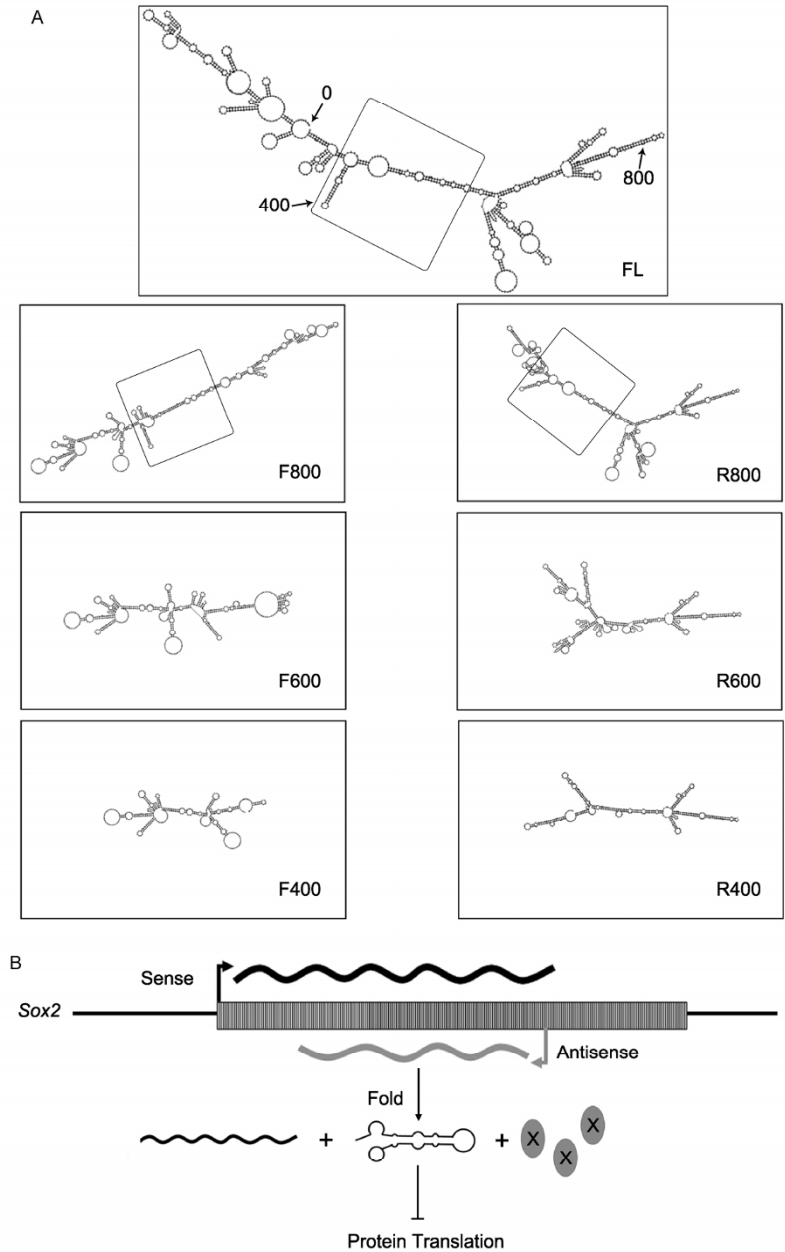 A
0
400
800
FL
F800
R800
F600
R600
F400
R400
B
Sense
Sox2
Antisense
Fold
+ + X X X
Protein Translation